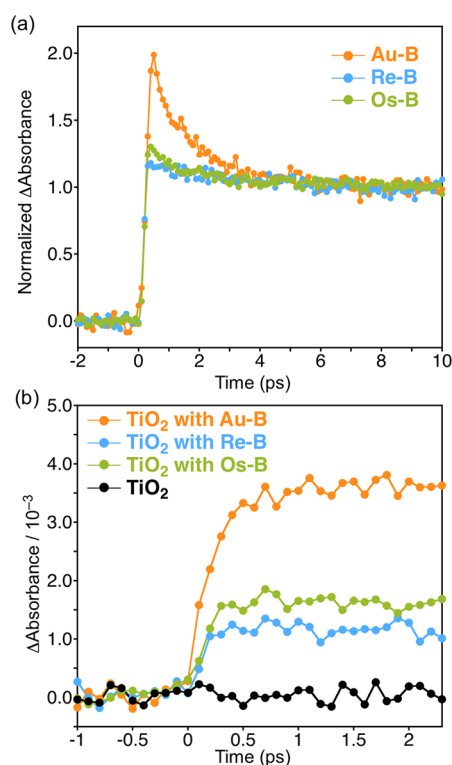 (a)
2.0
1.5
1.0
0.5
0.0
Normalized ΔAbsorbance
Au-B
Re-B
Os-B
-2 0 2 4 6 8 10
Time (ps)
(b)
5.0
4.0
3.0
2.0
1.0
0.0
ΔAbsorbance / 10⁻³
TiO₂ with Au-B
TiO₂ with Re-B
TiO₂ with Os-B
TiO₂
-1 -0.5 0 0.5 1 1.5 2
Time (ps)